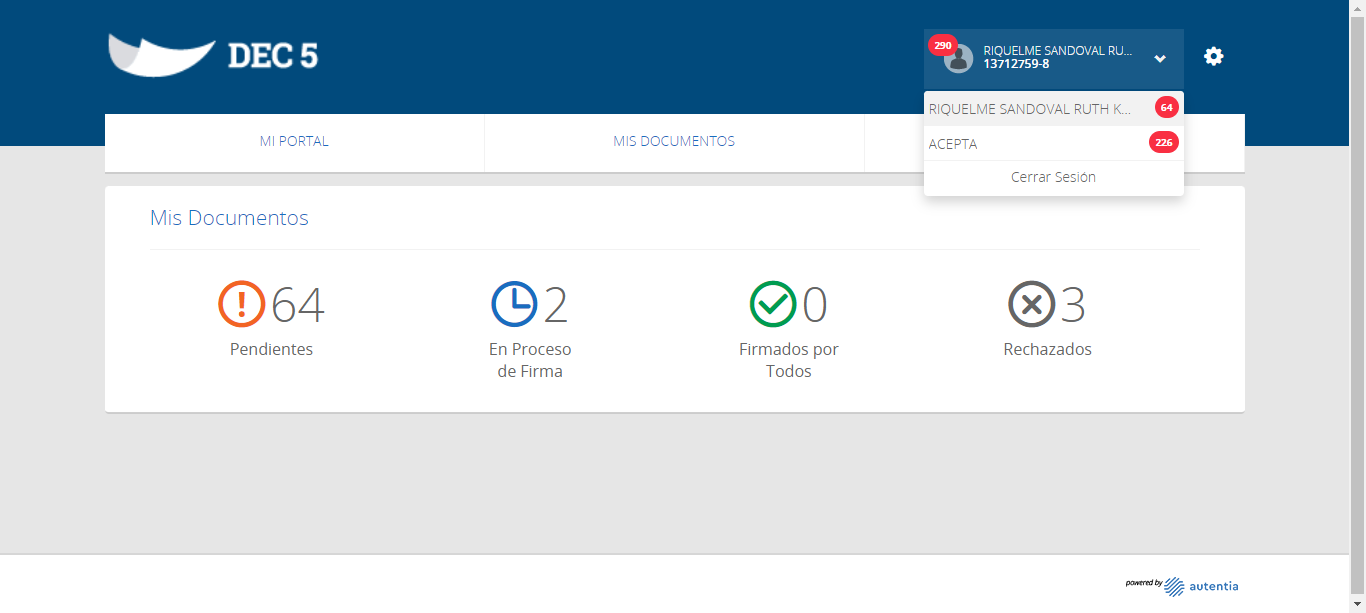 DEC 5
290
RIQUELME SANDOVAL RU...
13712759-8
RIQUELME SANDOVAL RUTH K...
64
ACEPTA
226
Cerrar Sesión
MI PORTAL
MIS DOCUMENTOS
Mis Documentos
64
Pendientes
2
En Proceso
de Firma
0
Firmados por
Todos
3
Rechazados
powered by
autentia